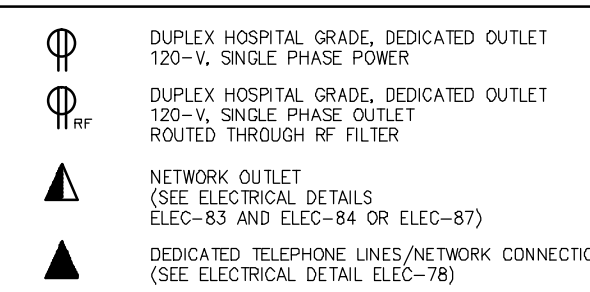 DUPLEX HOSPITAL GRADE, DEDICATED OUTLET
120-V, SINGLE PHASE POWER
DUPLEX HOSPITAL GRADE, DEDICATED OUTLET
120-V, SINGLE PHASE OUTLET
RF
ROUTED THROUGH RF FILTER
NETWORK OUTLET
(SEE ELECTRICAL DETAILS
ELEC-83 AND ELEC-84 OR ELEC-87)
DEDICATED TELEPHONE LINES/NETWORK CONNECTIO
(SEE ELECTRICAL DETAIL ELEC-78)